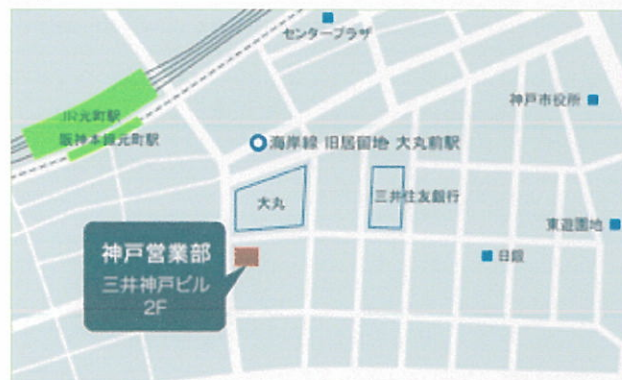 センタープラザ
神戸市役所
JR元町駅
阪神本線元町駅
海岸線 旧居留地 大丸前駅
大丸
三井住友銀行
東遊園地
日銀
神戸営業部
三井神戸ビル
2F